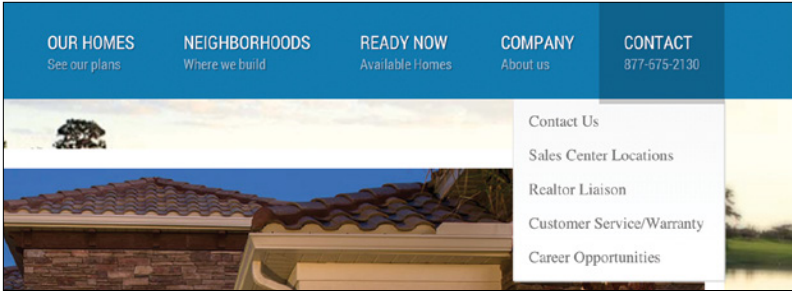 OUR HOMES
See our plans
NEIGHBORHOODS
Where we build
READY NOW
Available Homes
COMPANY
About us
CONTACT
877-675-2130
Contact Us
Sales Center Locations
Realtor Liaison
Customer Service/Warranty
Career Opportunities